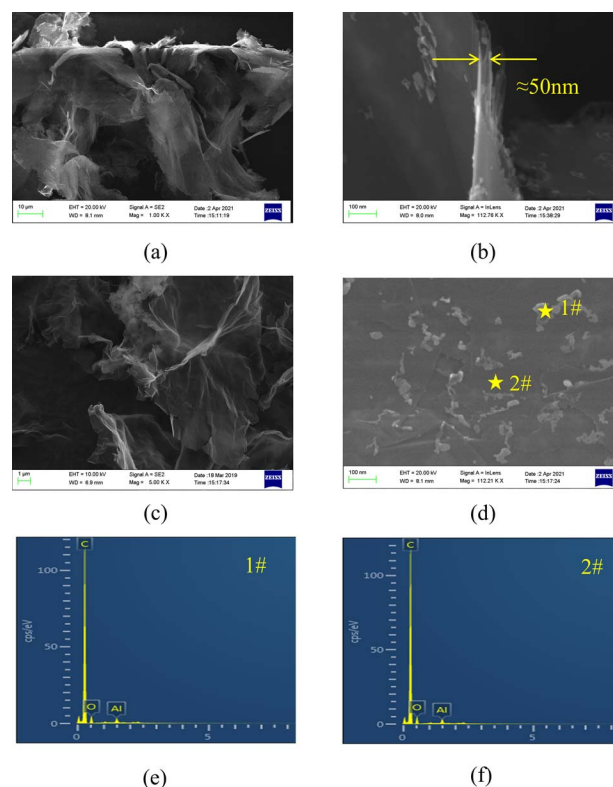 10 µm
EHT = 20.00 kV
Signal A = SE2
Date :2 Apr 2021
WD = 8.1 mm
Mag = 1.00 K X
Time :15:11:19
ZEISS
(a)
≈50nm
100 nm
EHT = 20.00 kV
Signal A = InLens
Date :2 Apr 2021
WD = 8.0 mm
Mag = 112.76 K X
Time :15:38:29
ZEISS
(b)
1 µm
EHT = 10.00 kV
Signal A = SE2
Date :18 Mar 2019
WD = 6.9 mm
Mag = 5.00 K X
Time :15:17:34
ZEISS
(c)
1#
2#
100 nm
EHT = 20.00 kV
Signal A = InLens
Date :2 Apr 2021
WD = 8.1 mm
Mag = 112.21 K X
Time :15:17:24
ZEISS
(d)
C
1#
100
cps/eV
50
O
Al
0
0
5
(e)
C
2#
100
cps/eV
50
O
Al
0
0
5
(f)